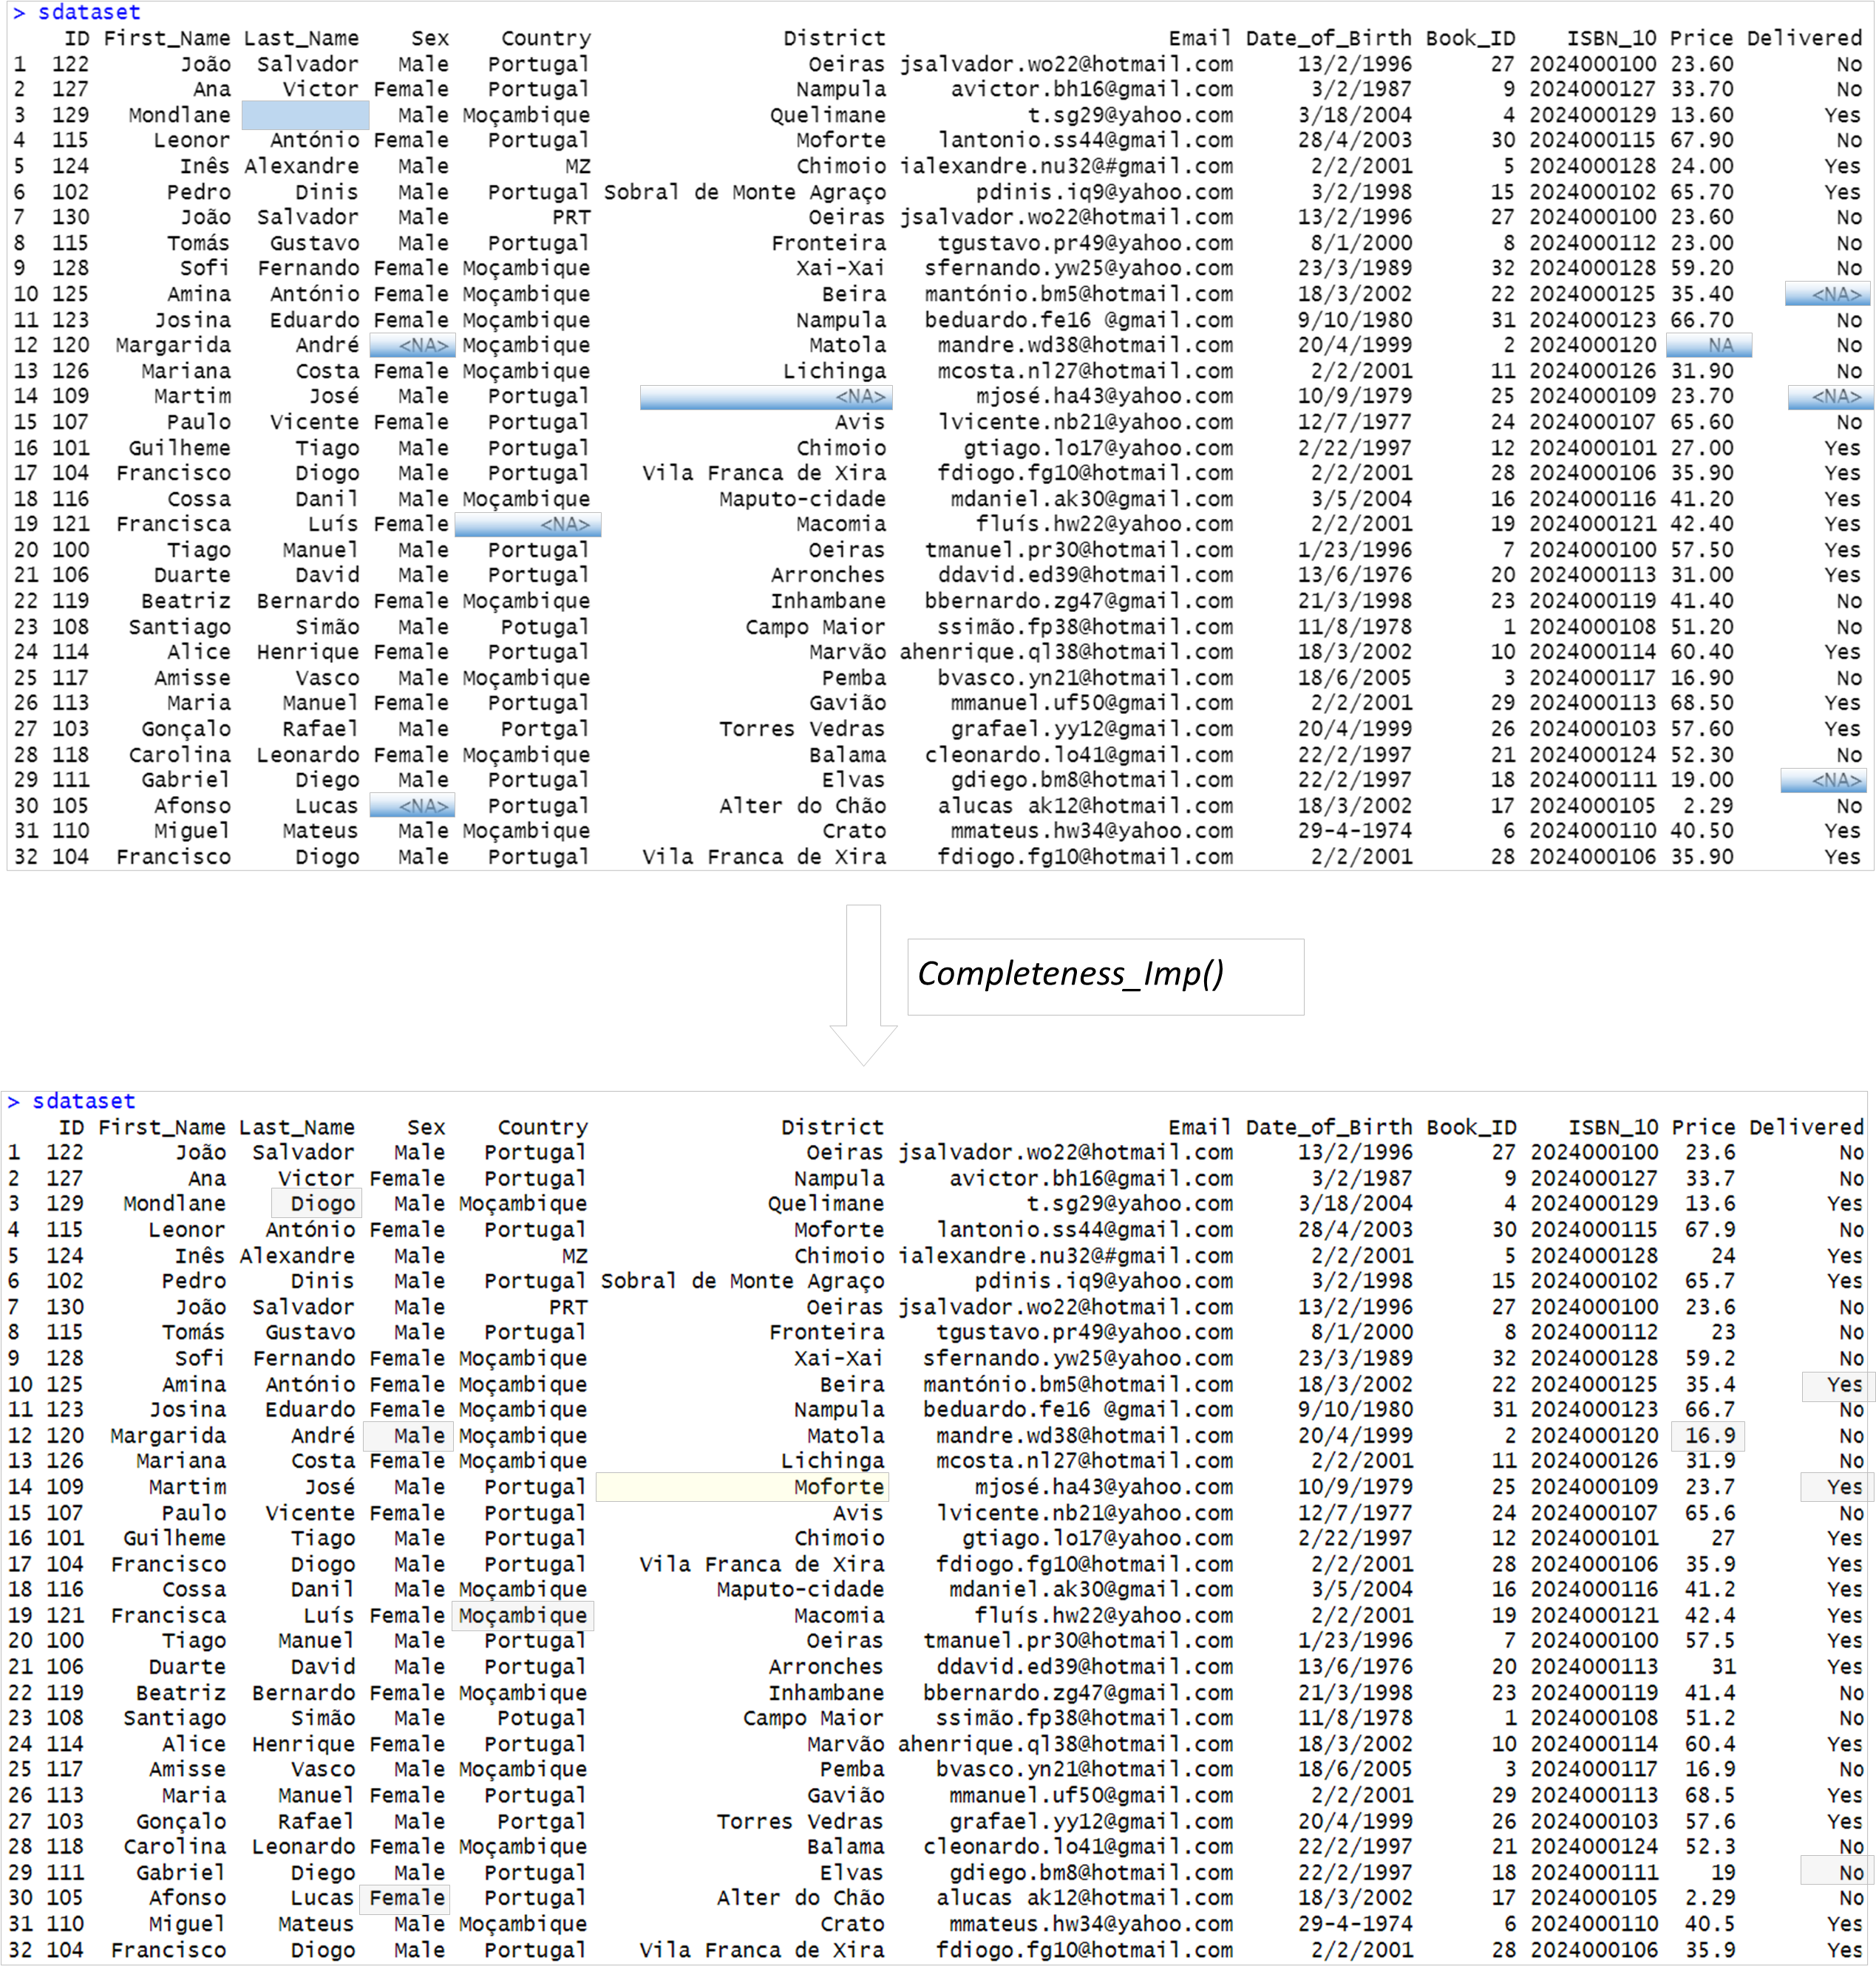 > sdataset
ID First_Name Last_Name Sex Country District Email Date_of_Birth Book_ID ISBN_10 Price Delivered
1 122 João Salvador Male Portugal Oeiras jsalvador.wo22@hotmail.com 13/2/1996 27 2024000100 23.60 No
2 127 Ana Victor Female Portugal Nampula avictor.bh16@gmail.com 3/2/1987 9 2024000127 33.70 No
3 129 Mondlane Male Moçambique Quelimane t.sg29@yahoo.com 3/18/2004 4 2024000129 13.60 Yes
4 115 Leonor António Female Portugal Moforte lantonio.ss44@gmail.com 28/4/2003 30 2024000115 67.90 No
5 124 Inês Alexandre Male MZ Chimoio ialexandre.nu32@#gmail.com 2/2/2001 5 2024000128 24.00 Yes
6 102 Pedro Dinis Male Portugal Sobral de Monte Agraço pdinis.iq9@yahoo.com 3/2/1998 15 2024000102 65.70 Yes
7 130 João Salvador Male PRT Oeiras jsalvador.wo22@hotmail.com 13/2/1996 27 2024000100 23.60 No
8 115 Tomás Gustavo Male Portugal Fronteira tgustavo.pr49@yahoo.com 8/1/2000 8 2024000112 23.00 No
9 128 Sofi Fernando Female Moçambique Xai-Xai sfernando.yw25@yahoo.com 23/3/1989 32 2024000128 59.20 No
10 125 Amina António Female Moçambique Beira mantónio.bm5@hotmail.com 18/3/2002 22 2024000125 35.40 <NA>
11 123 Josina Eduardo Female Moçambique Nampula beduardo.fe16 @gmail.com 9/10/1980 31 2024000123 66.70 No
12 120 Margarida André <NA> Moçambique Matola mandre.wd38@hotmail.com 20/4/1999 2 2024000120 NA No
13 126 Mariana Costa Female Moçambique Lichinga mcosta.nl27@hotmail.com 2/2/2001 11 2024000126 31.90 No
14 109 Martim José Male Portugal <NA> mjosé.ha43@yahoo.com 10/9/1979 25 2024000109 23.70 <NA>
15 107 Paulo Vicente Female Portugal Avis lvicente.nb21@yahoo.com 12/7/1977 24 2024000107 65.60 No
16 101 Guilheme Tiago Male Portugal Chimoio gtiago.lo17@yahoo.com 2/22/1997 12 2024000101 27.00 Yes
17 104 Francisco Diogo Male Portugal Vila Franca de Xira fdiogo.fg10@hotmail.com 2/2/2001 28 2024000106 35.90 Yes
18 116 Cossa Danil Male Moçambique Maputo-cidade mdaniel.ak30@gmail.com 3/5/2004 16 2024000116 41.20 Yes
19 121 Francisca Luís Female <NA> Macomia fluís.hw22@yahoo.com 2/2/2001 19 2024000121 42.40 Yes
20 100 Tiago Manuel Male Portugal Oeiras tmanuel.pr30@hotmail.com 1/23/1996 7 2024000100 57.50 Yes
21 106 Duarte David Male Portugal Arronches ddavid.ed39@hotmail.com 13/6/1976 20 2024000113 31.00 Yes
22 119 Beatriz Bernardo Female Moçambique Inhambane bbernardo.zg47@gmail.com 21/3/1998 23 2024000119 41.40 No
23 108 Santiago Simão Male Potugal Campo Maior ssimão.fp38@hotmail.com 11/8/1978 1 2024000108 51.20 No
24 114 Alice Henrique Female Portugal Marvão ahenrique.ql38@hotmail.com 18/3/2002 10 2024000114 60.40 Yes
25 117 Amisse Vasco Male Moçambique Pemba bvasco.yn21@hotmail.com 18/6/2005 3 2024000117 16.90 No
26 113 Maria Manuel Female Portugal Gavião mmanuel.uf50@gmail.com 2/2/2001 29 2024000113 68.50 Yes
27 103 Gonçalo Rafael Male Portgal Torres Vedras grafael.yy12@gmail.com 20/4/1999 26 2024000103 57.60 Yes
28 118 Carolina Leonardo Female Moçambique Balama cleonardo.lo41@gmail.com 22/2/1997 21 2024000124 52.30 No
29 111 Gabriel Diego Male Portugal Elvas gdiego.bm8@hotmail.com 22/2/1997 18 2024000111 19.00 <NA>
30 105 Afonso Lucas <NA> Portugal Alter do Chão alucas ak12@hotmail.com 18/3/2002 17 2024000105 2.29 No
31 110 Miguel Mateus Male Moçambique Crato mmateus.hw34@yahoo.com 29-4-1974 6 2024000110 40.50 Yes
32 104 Francisco Diogo Male Portugal Vila Franca de Xira fdiogo.fg10@hotmail.com 2/2/2001 28 2024000106 35.90 Yes
Completeness_Imp()
> sdataset
ID First_Name Last_Name Sex Country District Email Date_of_Birth Book_ID ISBN_10 Price Delivered
1 122 João Salvador Male Portugal Oeiras jsalvador.wo22@hotmail.com 13/2/1996 27 2024000100 23.6 No
2 127 Ana Victor Female Portugal Nampula avictor.bh16@gmail.com 3/2/1987 9 2024000127 33.7 No
3 129 Mondlane Diogo Male Moçambique Quelimane t.sg29@yahoo.com 3/18/2004 4 2024000129 13.6 Yes
4 115 Leonor António Female Portugal Moforte lantonio.ss44@gmail.com 28/4/2003 30 2024000115 67.9 No
5 124 Inês Alexandre Male MZ Chimoio ialexandre.nu32@#gmail.com 2/2/2001 5 2024000128 24 Yes
6 102 Pedro Dinis Male Portugal Sobral de Monte Agraço pdinis.iq9@yahoo.com 3/2/1998 15 2024000102 65.7 Yes
7 130 João Salvador Male PRT Oeiras jsalvador.wo22@hotmail.com 13/2/1996 27 2024000100 23.6 No
8 115 Tomás Gustavo Male Portugal Fronteira tgustavo.pr49@yahoo.com 8/1/2000 8 2024000112 23 No
9 128 Sofi Fernando Female Moçambique Xai-Xai sfernando.yw25@yahoo.com 23/3/1989 32 2024000128 59.2 No
10 125 Amina António Female Moçambique Beira mantónio.bm5@hotmail.com 18/3/2002 22 2024000125 35.4 Yes
11 123 Josina Eduardo Female Moçambique Nampula beduardo.fe16 @gmail.com 9/10/1980 31 2024000123 66.7 No
12 120 Margarida André Male Moçambique Matola mandre.wd38@hotmail.com 20/4/1999 2 2024000120 16.9 No
13 126 Mariana Costa Female Moçambique Lichinga mcosta.nl27@hotmail.com 2/2/2001 11 2024000126 31.9 No
14 109 Martim José Male Portugal Moforte mjosé.ha43@yahoo.com 10/9/1979 25 2024000109 23.7 Yes
15 107 Paulo Vicente Female Portugal Avis lvicente.nb21@yahoo.com 12/7/1977 24 2024000107 65.6 No
16 101 Guilheme Tiago Male Portugal Chimoio gtiago.lo17@yahoo.com 2/22/1997 12 2024000101 27 Yes
17 104 Francisco Diogo Male Portugal Vila Franca de Xira fdiogo.fg10@hotmail.com 2/2/2001 28 2024000106 35.9 Yes
18 116 Cossa Danil Male Moçambique Maputo-cidade mdaniel.ak30@gmail.com 3/5/2004 16 2024000116 41.2 Yes
19 121 Francisca Luís Female Moçambique Macomia fluís.hw22@yahoo.com 2/2/2001 19 2024000121 42.4 Yes
20 100 Tiago Manuel Male Portugal Oeiras tmanuel.pr30@hotmail.com 1/23/1996 7 2024000100 57.5 Yes
21 106 Duarte David Male Portugal Arronches ddavid.ed39@hotmail.com 13/6/1976 20 2024000113 31 Yes
22 119 Beatriz Bernardo Female Moçambique Inhambane bbernardo.zg47@gmail.com 21/3/1998 23 2024000119 41.4 No
23 108 Santiago Simão Male Potugal Campo Maior ssimão.fp38@hotmail.com 11/8/1978 1 2024000108 51.2 No
24 114 Alice Henrique Female Portugal Marvão ahenrique.ql38@hotmail.com 18/3/2002 10 2024000114 60.4 Yes
25 117 Amisse Vasco Male Moçambique Pemba bvasco.yn21@hotmail.com 18/6/2005 3 2024000117 16.9 No
26 113 Maria Manuel Female Portugal Gavião mmanuel.uf50@gmail.com 2/2/2001 29 2024000113 68.5 Yes
27 103 Gonçalo Rafael Male Portgal Torres Vedras grafael.yy12@gmail.com 20/4/1999 26 2024000103 57.6 Yes
28 118 Carolina Leonardo Female Moçambique Balama cleonardo.lo41@gmail.com 22/2/1997 21 2024000124 52.3 No
29 111 Gabriel Diego Male Portugal Elvas gdiego.bm8@hotmail.com 22/2/1997 18 2024000111 19 No
30 105 Afonso Lucas Female Portugal Alter do Chão alucas ak12@hotmail.com 18/3/2002 17 2024000105 2.29 No
31 110 Miguel Mateus Male Moçambique Crato mmateus.hw34@yahoo.com 29-4-1974 6 2024000110 40.5 Yes
32 104 Francisco Diogo Male Portugal Vila Franca de Xira fdiogo.fg10@hotmail.com 2/2/2001 28 2024000106 35.9 Yes